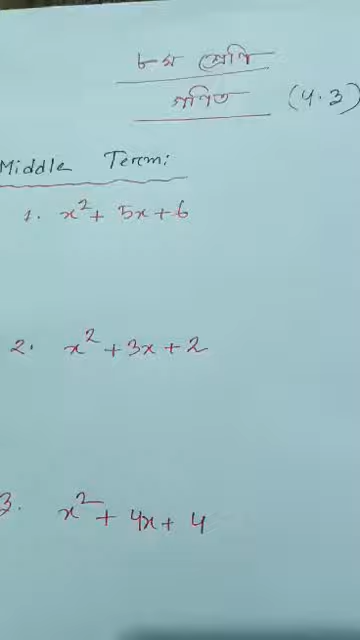 ৮ম শ্রেণি
গণিত (4.3)
Middle Term:
1. x² + 5x + 6
2. x² + 3x + 2
3. x² + 4x + 4